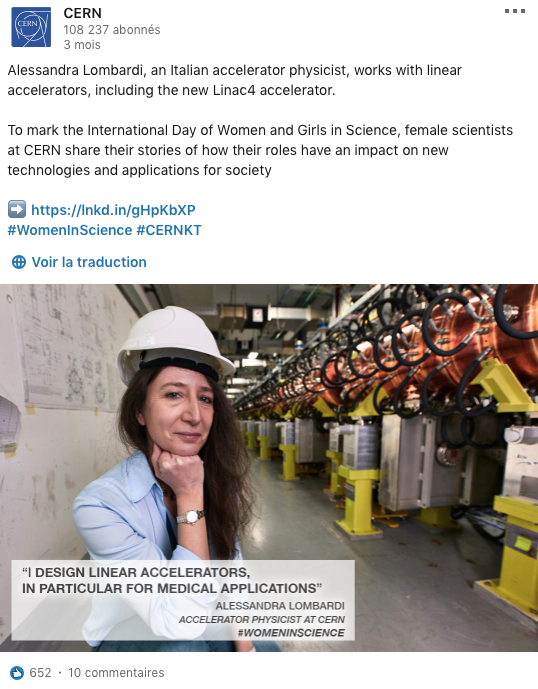 CERN
CERN
108 237 abonnés
3 mois
Alessandra Lombardi, an Italian accelerator physicist, works with linear
accelerators, including the new Linac4 accelerator.
To mark the International Day of Women and Girls in Science, female scientists
at CERN share their stories of how their roles have an impact on new
technologies and applications for society
➡️ https://lnkd.in/gHpKbXP
#WomenInScience #CERNKT
Voir la traduction
“I DESIGN LINEAR ACCELERATORS,
IN PARTICULAR FOR MEDICAL APPLICATIONS”
ALESSANDRA LOMBARDI
ACCELERATOR PHYSICIST AT CERN
#WOMENINSCIENCE
652 · 10 commentaires